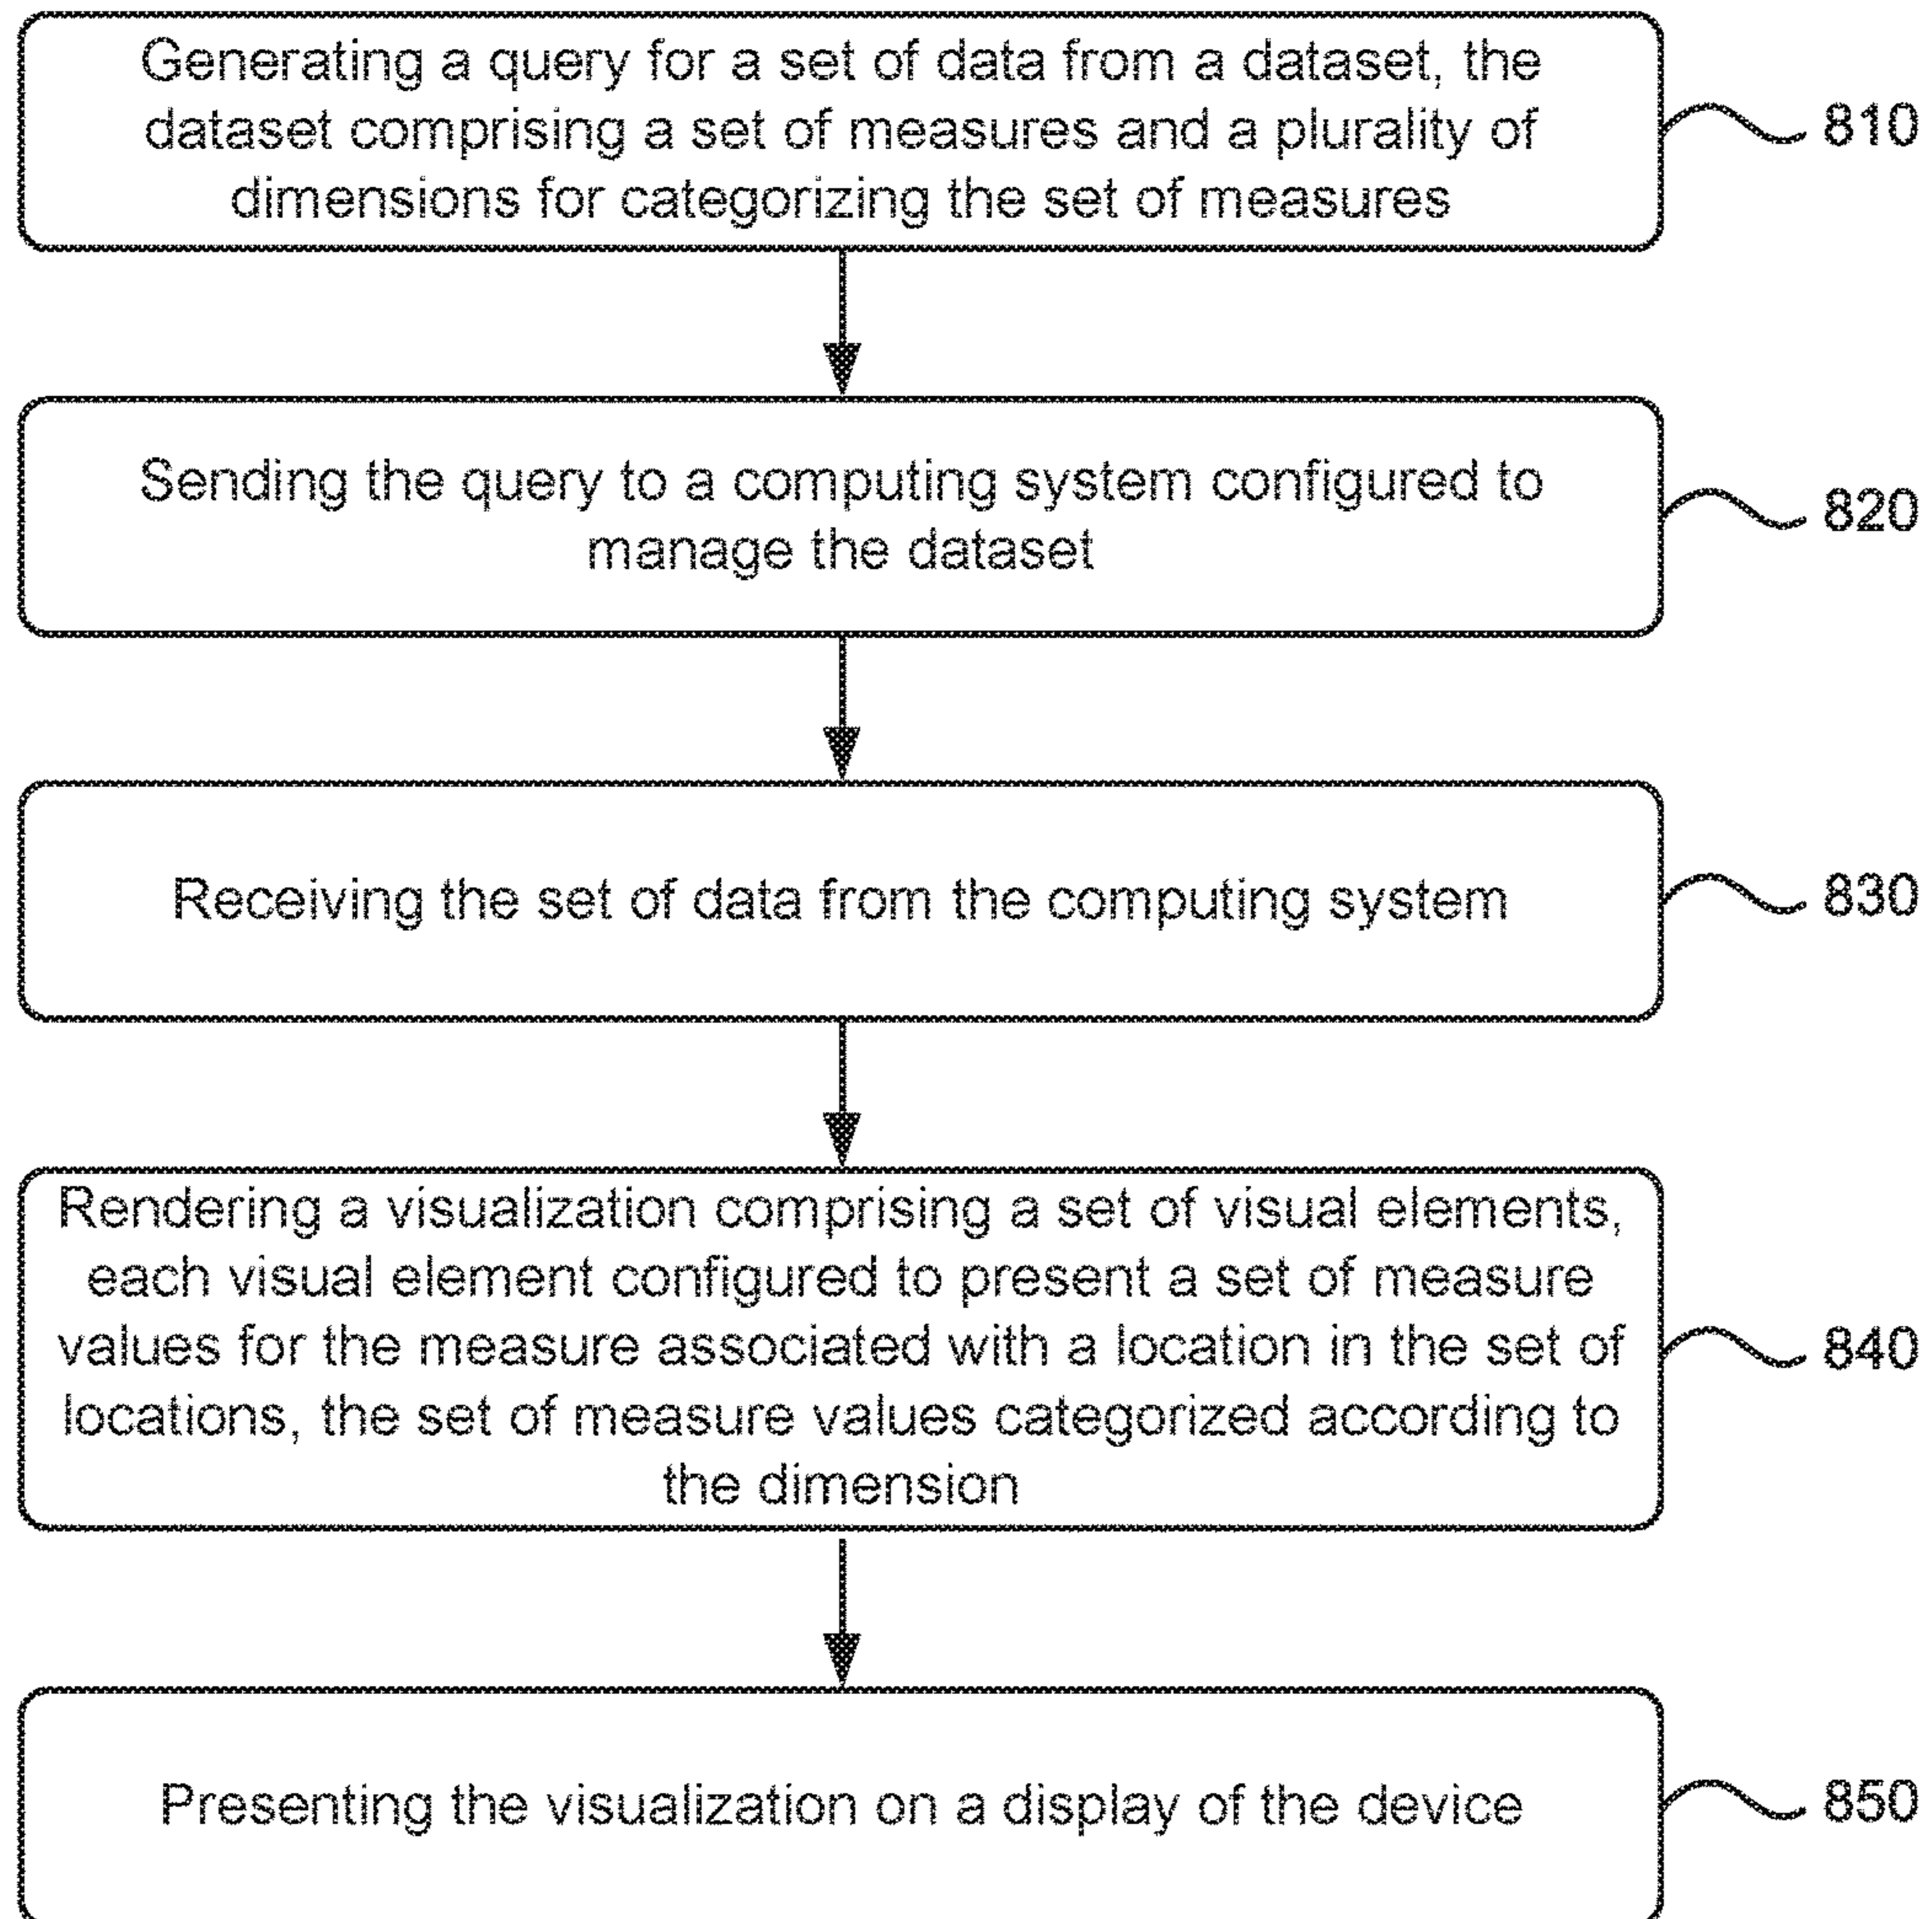 Generating a query for a set of data from a dataset, the
dataset comprising a set of measures and a plurality of
dimensions for categorizing the set of measures
810
Sending the query to a computing system configured to
manage the dataset
820
Receiving the set of data from the computing system
830
Rendering a visualization comprising a set of visual elements,
each visual element configured to present a set of measure
values for the measure associated with a location in the set of
locations, the set of measure values categorized according to
the dimension
840
Presenting the visualization on a display of the device
850